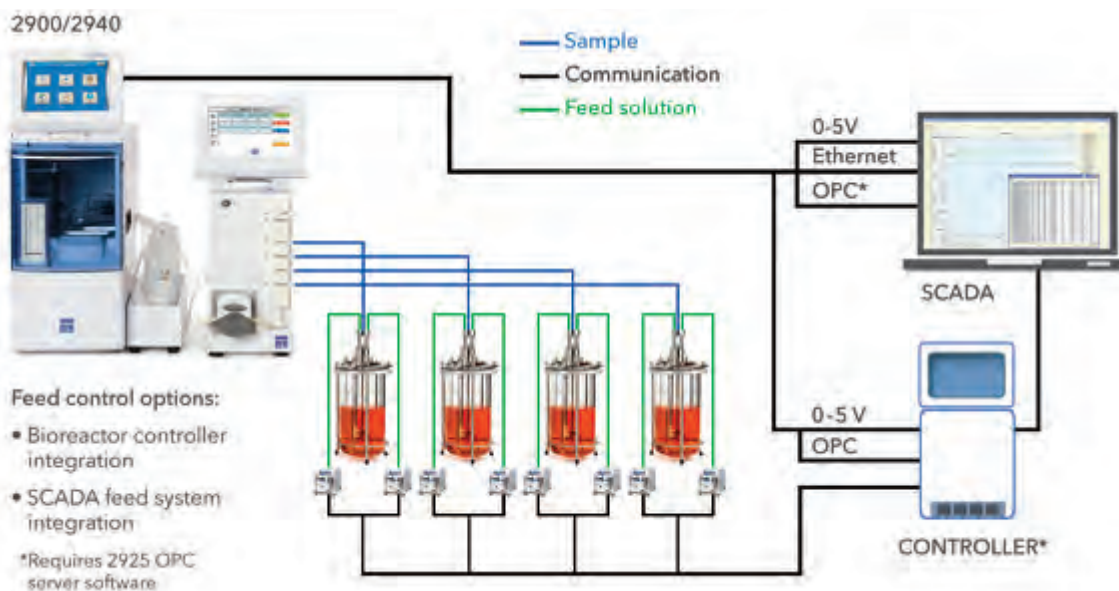 2900/2940
Sample
Communication
Feed solution
0-5V
Ethernet
OPC*
SCADA
Feed control options:
• Bioreactor controller
integration
• SCADA feed system
integration
*Requires 2925 OPC
server software
0-5 V
OPC
CONTROLLER*